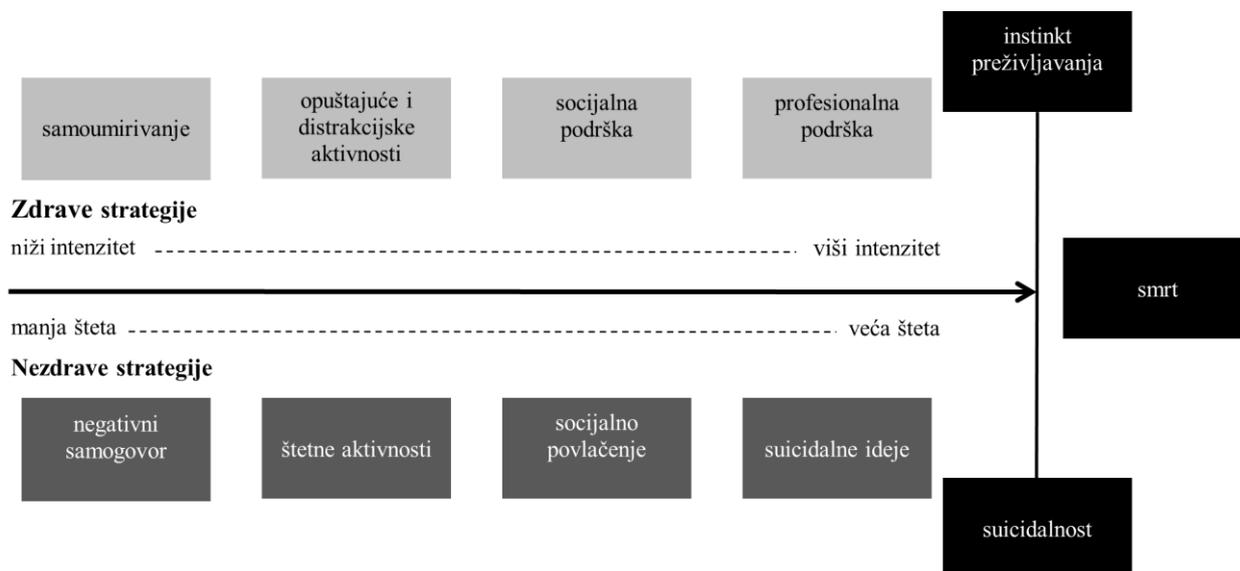 instinkt
preživljavanja
samoumirivanje
opuštajuće i
distrakcijske
aktivnosti
socijalna
podrška
profesionalna
podrška
Zdrave strategije
niži intenzitet
viši intenzitet
smrt
manja šteta
veća šteta
Nezdrave strategije
negativni
samogovor
štetne aktivnosti
socijalno
povlačenje
suicidalne ideje
suicidalnost